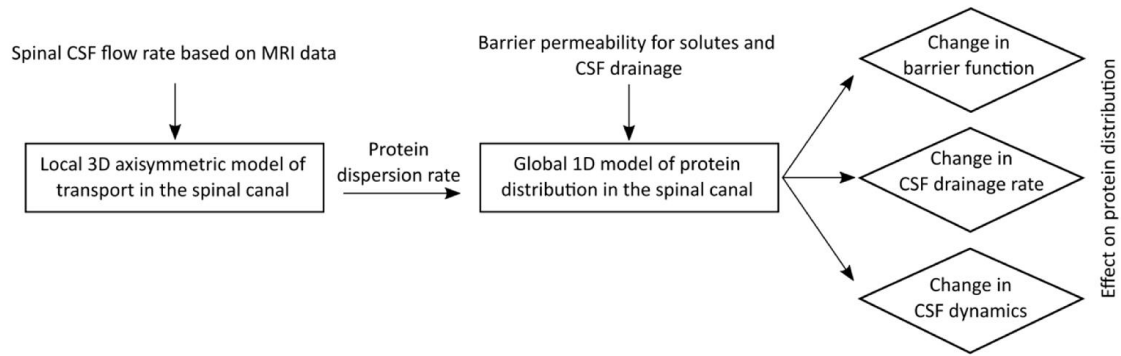 Spinal CSF flow rate based on MRI data
Local 3D axisymmetric model of
transport in the spinal canal
Protein
dispersion rate
Barrier permeability for solutes and
CSF drainage
Global 1D model of protein
distribution in the spinal canal
Change in
barrier function
Change in
CSF drainage rate
Change in
CSF dynamics
Effect on protein distribution